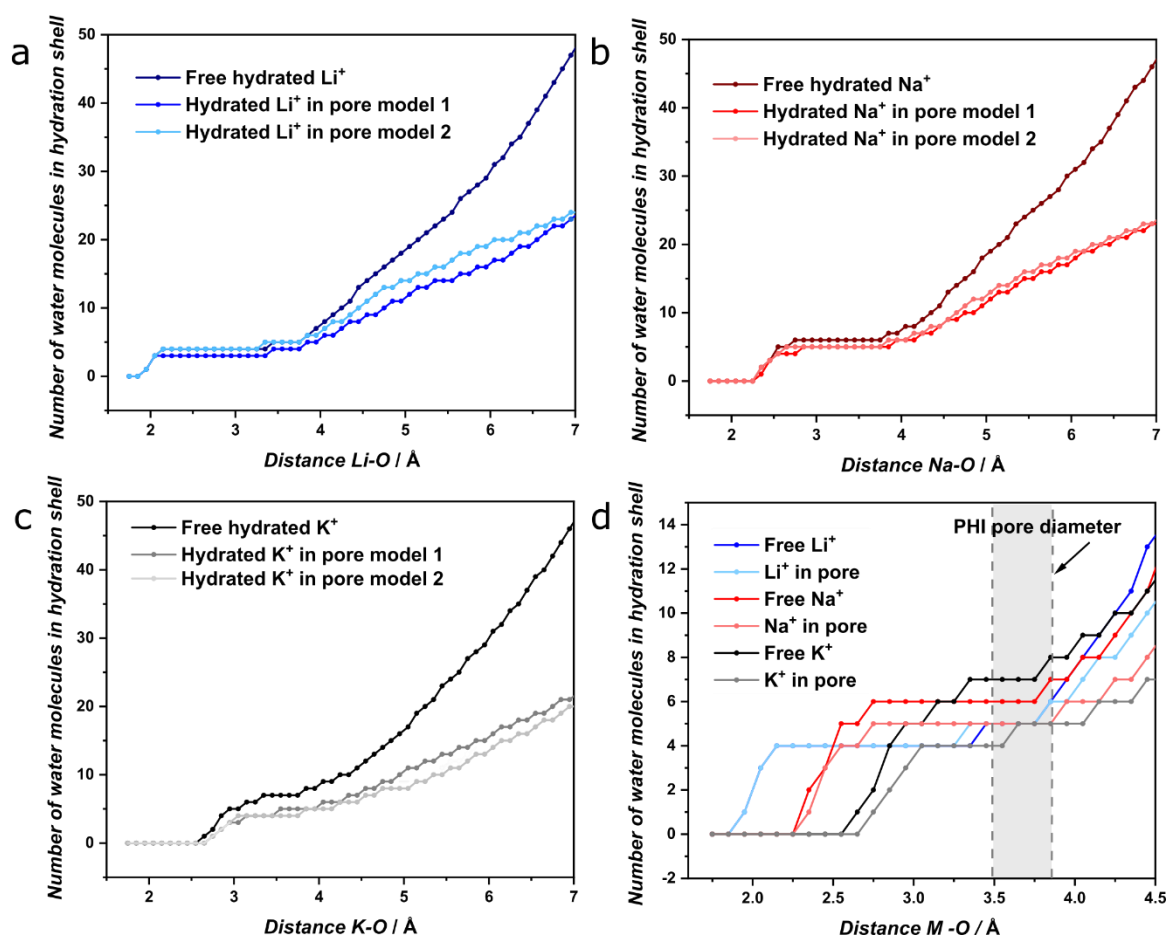 a
Number of water molecules in hydration shell
50
40
30
20
10
0
Free hydrated Li⁺
Hydrated Li⁺ in pore model 1
Hydrated Li⁺ in pore model 2
2 3 4 5 6 7
Distance Li-O / Å
b
Number of water molecules in hydration shell
50
40
30
20
10
0
Free hydrated Na⁺
Hydrated Na⁺ in pore model 1
Hydrated Na⁺ in pore model 2
2 3 4 5 6 7
Distance Na-O / Å
c
Number of water molecules in hydration shell
50
40
30
20
10
0
Free hydrated K⁺
Hydrated K⁺ in pore model 1
Hydrated K⁺ in pore model 2
2 3 4 5 6 7
Distance K-O / Å
d
Number of water molecules in hydration shell
14
12
10
8
6
4
2
0
-2
PHI pore diameter
Free Li⁺
Li⁺ in pore
Free Na⁺
Na⁺ in pore
Free K⁺
K⁺ in pore
2.0 2.5 3.0 3.5 4.0 4.5
Distance M -O / Å